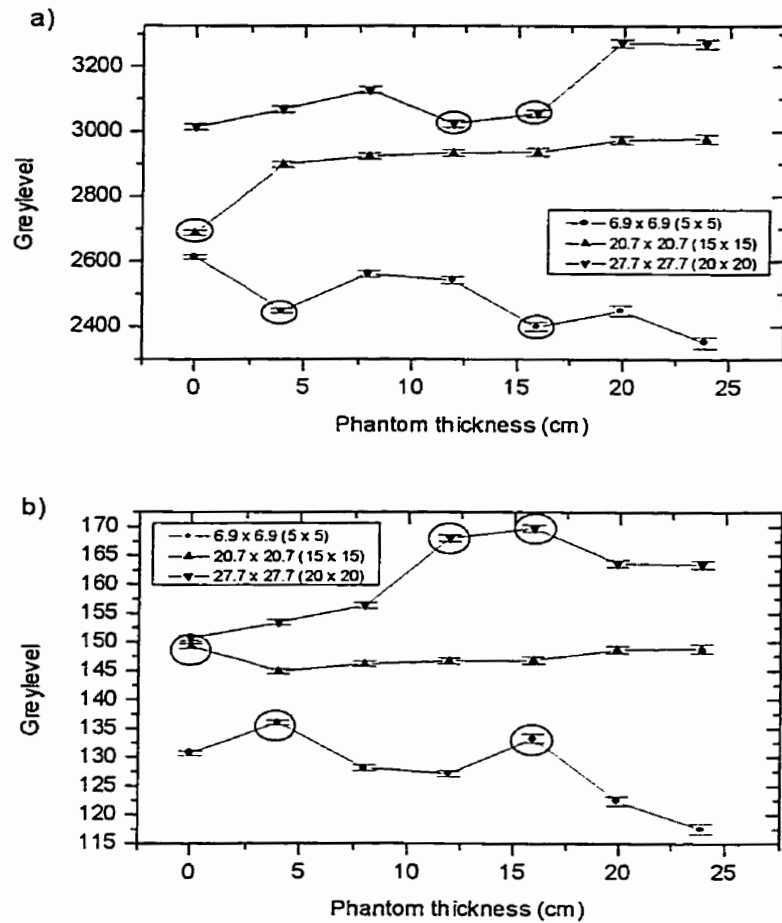 a)
3200
3000
2800
2600
2400
Greylevel
6.9 x 6.9 (5 x 5)
20.7 x 20.7 (15 x 15)
27.7 x 27.7 (20 x 20)
0 5 10 15 20 25
Phantom thickness (cm)
b)
170
165
160
155
150
145
140
135
130
125
120
115
Greylevel
6.9 x 6.9 (5 x 5)
20.7 x 20.7 (15 x 15)
27.7 x 27.7 (20 x 20)
0 5 10 15 20 25
Phantom thickness (cm)